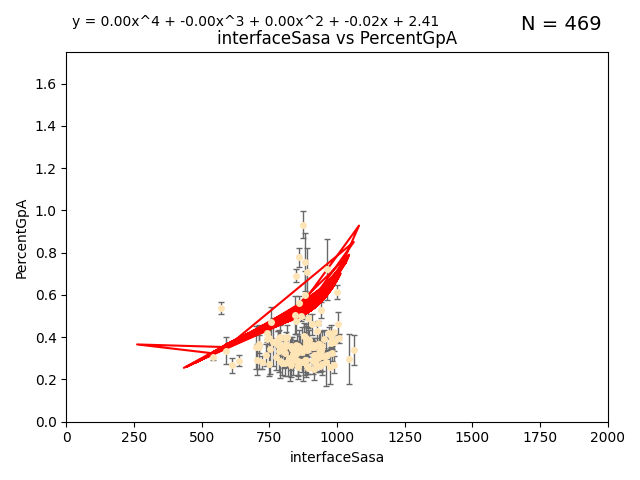 y = 0.00x^4 + -0.00x^3 + 0.00x^2 + -0.02x + 2.41
N = 469
interfaceSasa vs PercentGpA
PercentGpA
1.6
1.4
1.2
1.0
0.8
0.6
0.4
0.2
0.0
0 250 500 750 1000 1250 1500 1750 2000
interfaceSasa